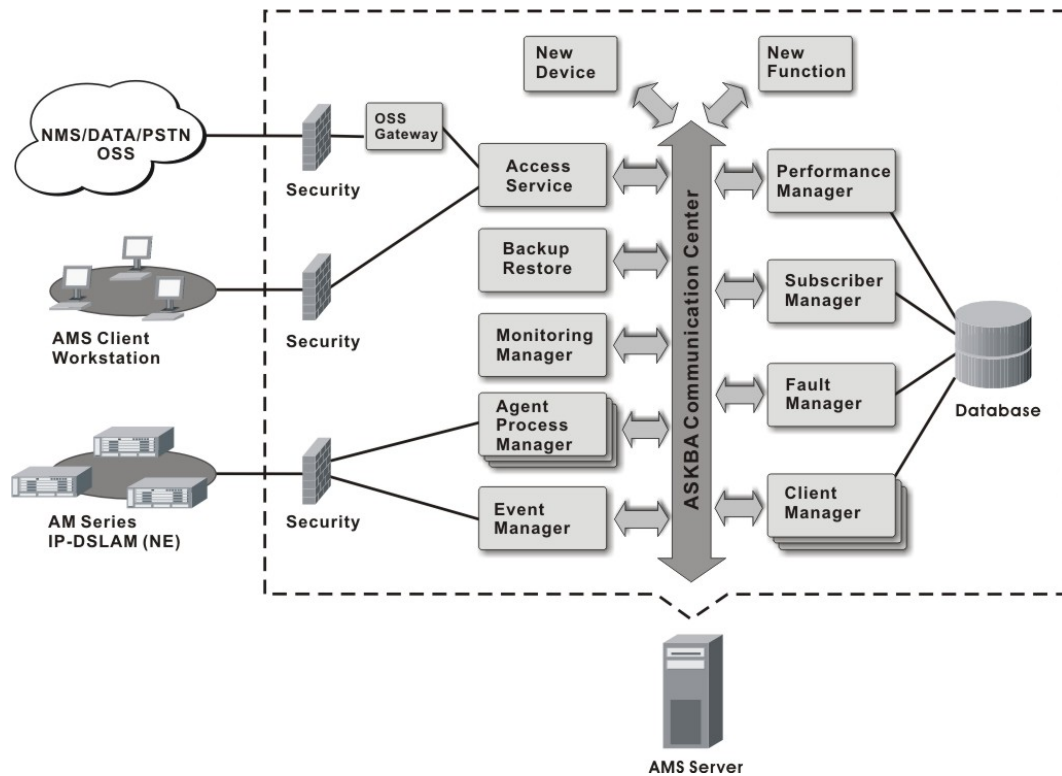 New
Device
New
Function
NMS/DATA/PSTN
OSS
OSS
Gateway
Security
Access
Service
Performance
Manager
Backup
Restore
Subscriber
Manager
AMS Client
Workstation
Security
Monitoring
Manager
ASKBA Communication Center
Fault
Manager
Database
Agent
Process
Manager
AM Series
IP-DSLAM (NE)
Security
Event
Manager
Client
Manager
AMS Server